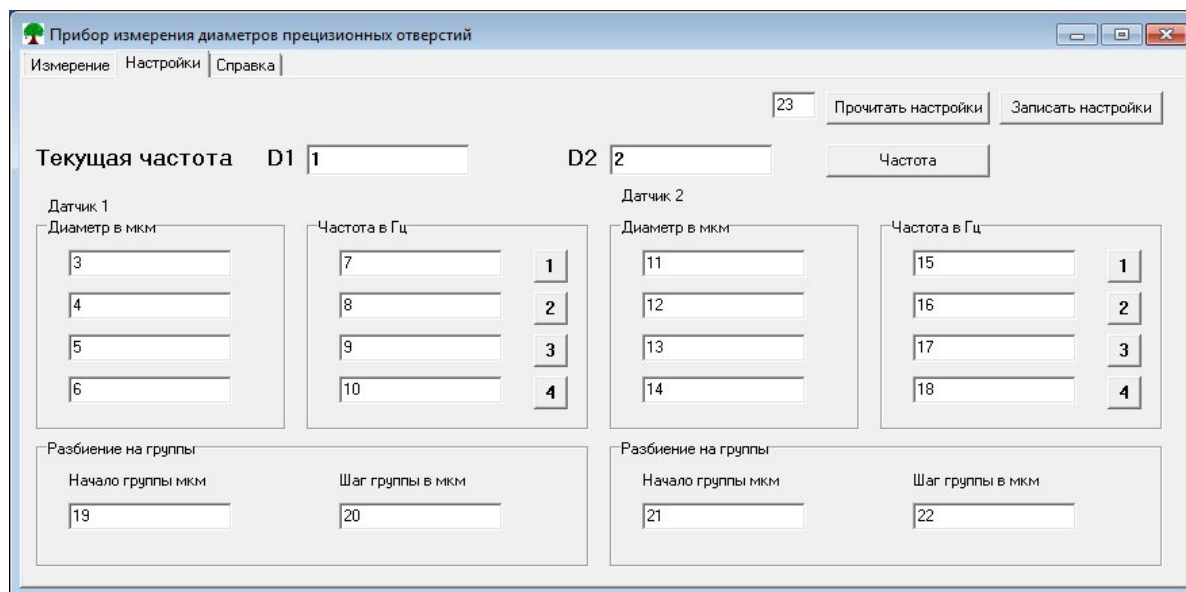 Прибор измерения диаметров прецизионных отверстий
Измерение Настройки Справка
23 Прочитать настройки Записать настройки
Текущая частота D1 1 D2 2 Частота
Датчик 1 Датчик 2
Диаметр в мкм Частота в Гц Диаметр в мкм Частота в Гц
3 7 1 11 15 1
4 8 2 12 16 2
5 9 3 13 17 3
6 10 4 14 18 4
Разбиение на группы Разбиение на группы
Начало группы мкм Шаг группы в мкм Начало группы мкм Шаг группы в мкм
19 20 21 22